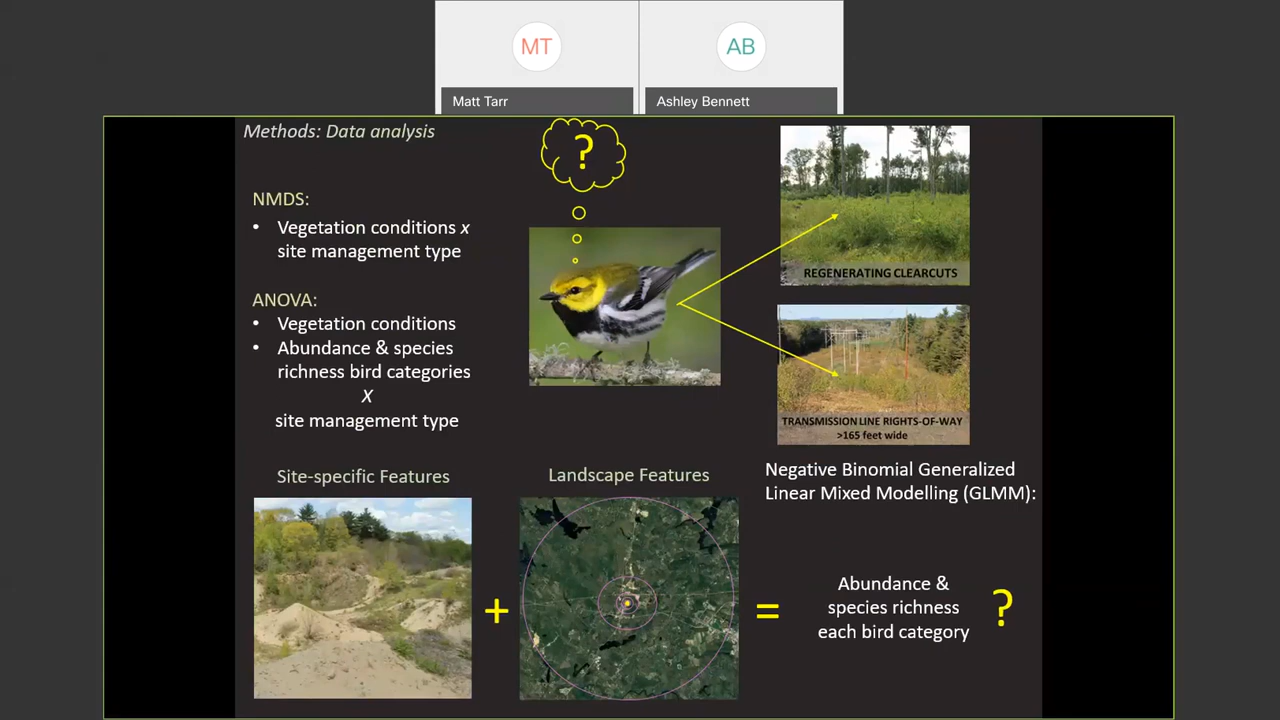 MT
AB
Matt Tarr
Ashley Bennett
Methods: Data analysis
?
NMDS:
• Vegetation conditions x
site management type
ANOVA:
• Vegetation conditions
• Abundance & species
richness bird categories
X
site management type
REGENERATING CLEARCUTS
TRANSMISSION LINE RIGHTS-OF-WAY
>165 feet wide
Site-specific Features
Landscape Features
Negative Binomial Generalized
Linear Mixed Modelling (GLMM):
+
=
Abundance &
species richness
each bird category
?